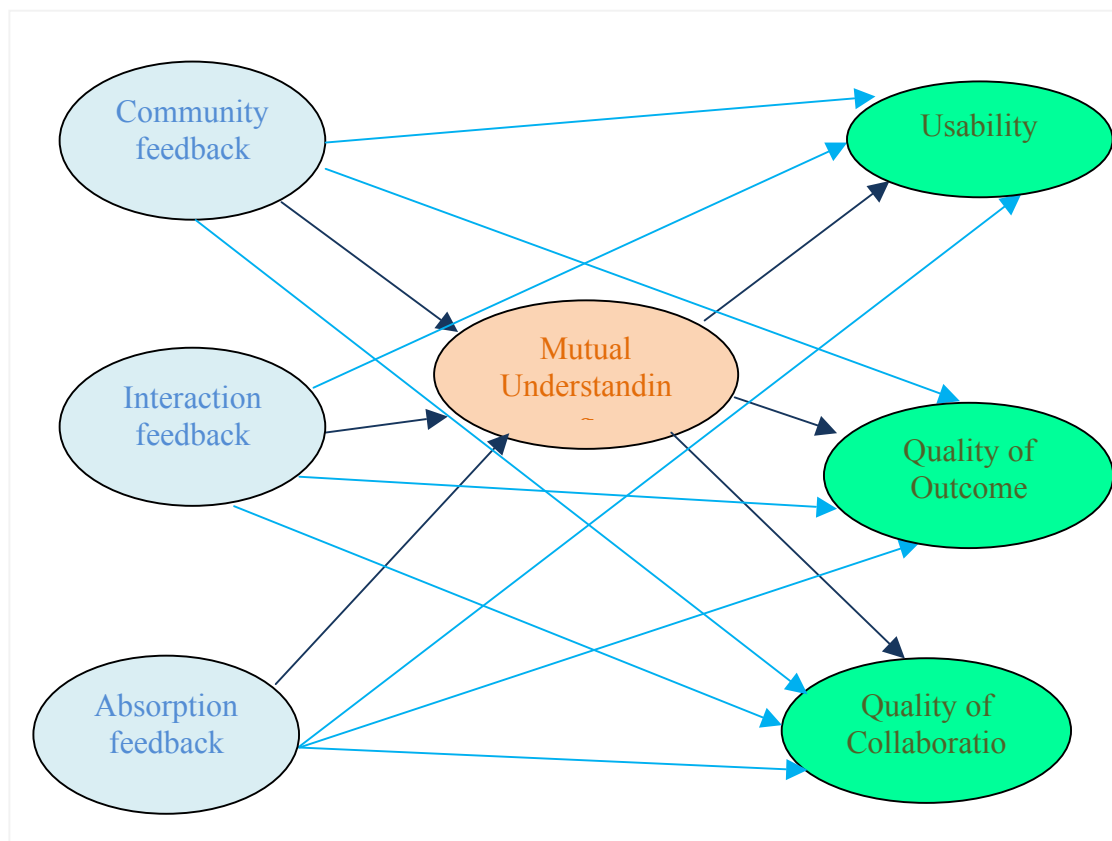 Community
feedback
Usability
Mutual
Understandin
Interaction
feedback
Quality of
Outcome
Absorption
feedback
Quality of
Collaboratio